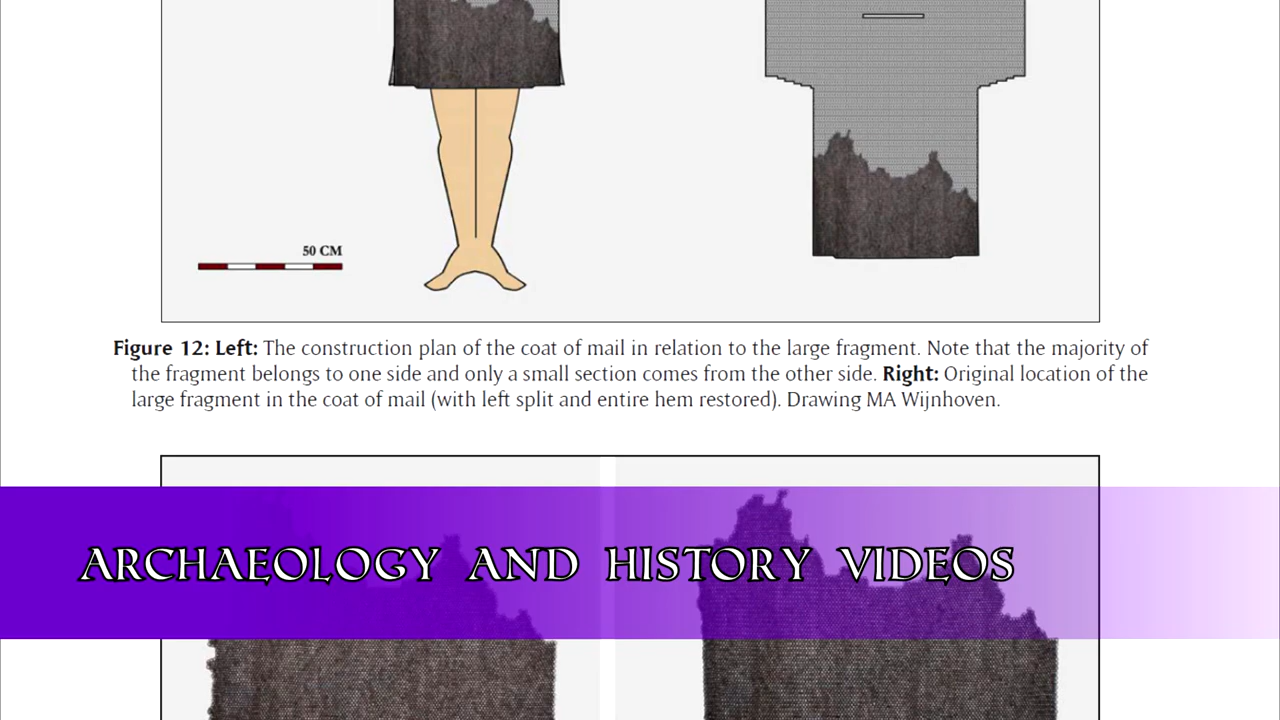 50 CM
Figure 12: Left: The construction plan of the coat of mail in relation to the large fragment. Note that the majority of
the fragment belongs to one side and only a small section comes from the other side. Right: Original location of the
large fragment in the coat of mail (with left split and entire hem restored). Drawing MA Wijnhoven.
ARCHAEOLOGY AND HISTORY VIDEOS